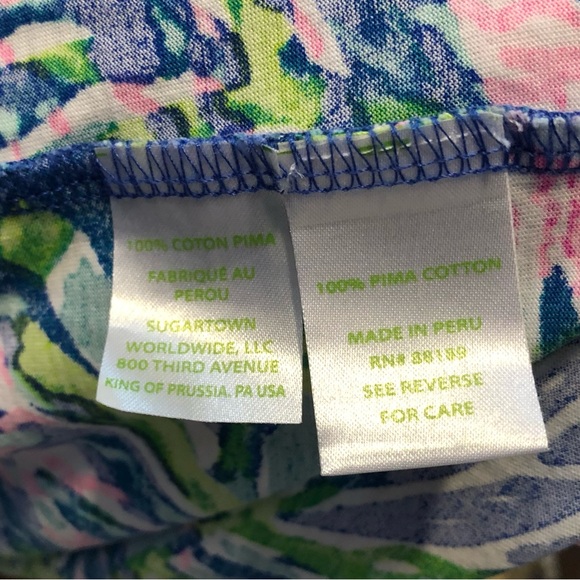 100% COTON PIMA
FABRIQUÉ AU
PEROU
SUGARTOWN
WORLDWIDE, LLC
800 THIRD AVENUE
KING OF PRUSSIA, PA USA
100% PIMA COTTON
MADE IN PERU
RN# 88189
SEE REVERSE
FOR CARE